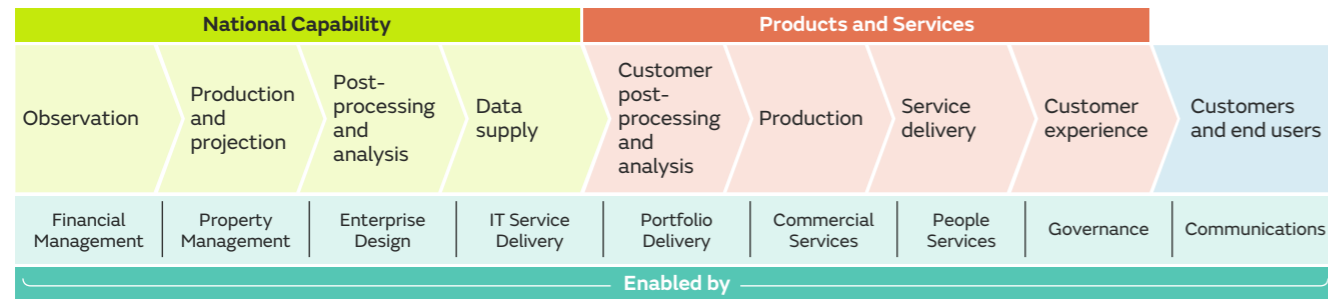 National Capability
Products and Services
Observation
Production
and
projection
Post-
processing
and
analysis
Data
supply
Customer
post-
processing
and
analysis
Production
Service
delivery
Customer
experience
Customers
and end users
Financial
Management
Property
Management
Enterprise
Design
IT Service
Delivery
Portfolio
Delivery
Commercial
Services
People
Services
Governance
Communications
Enabled by